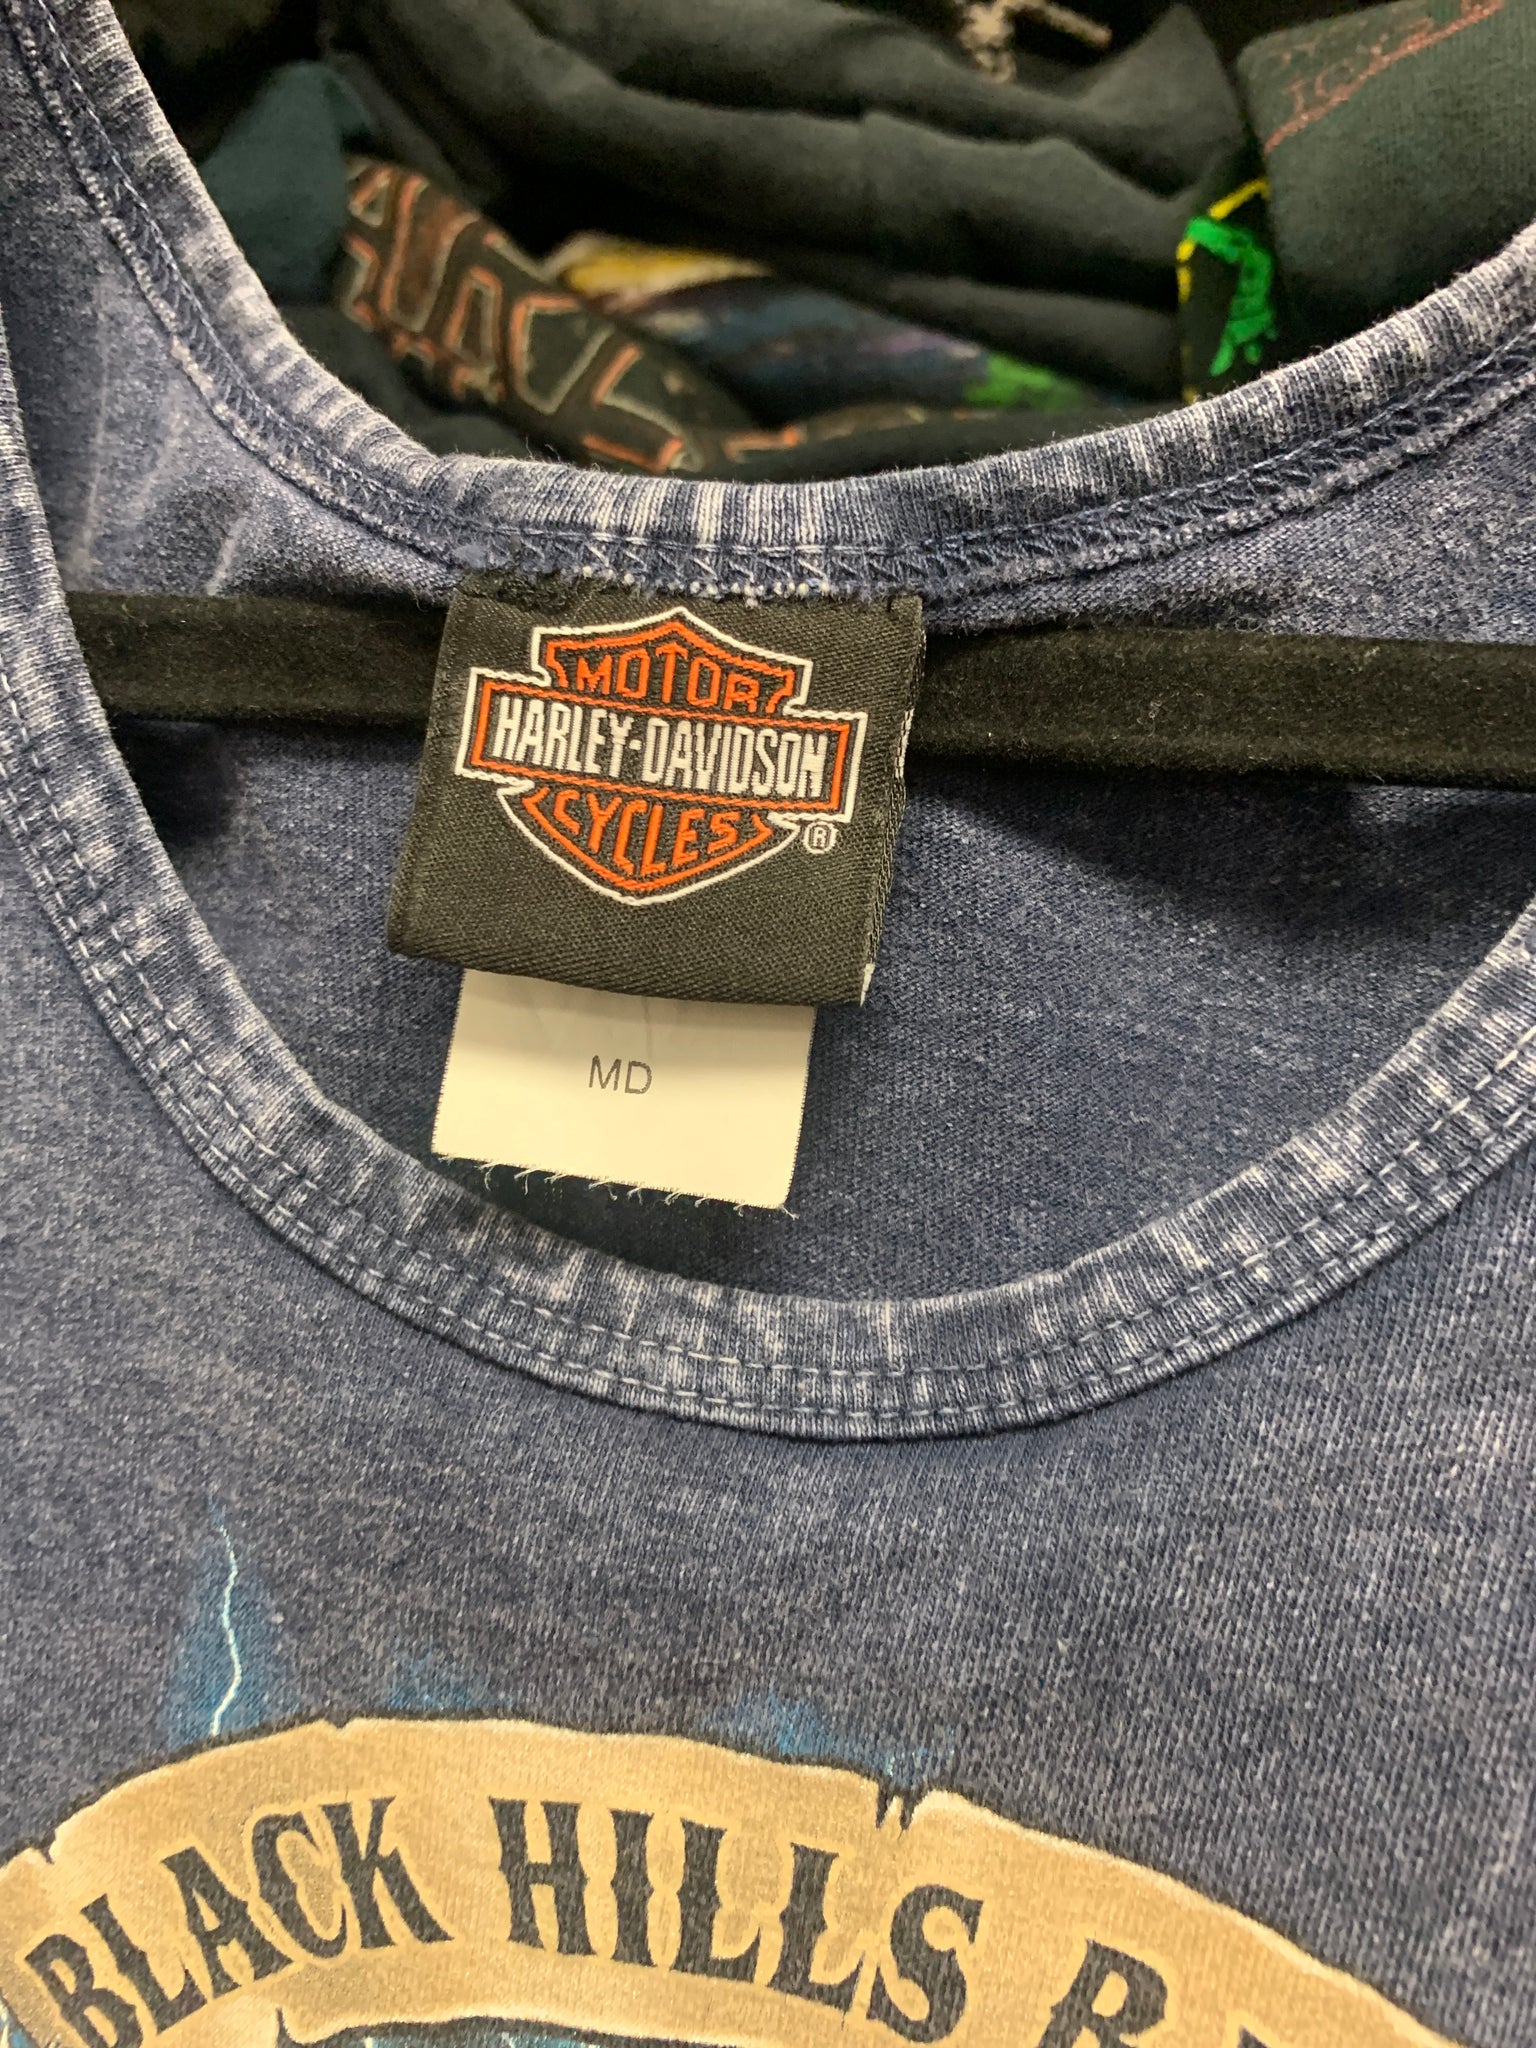 MOTOR
HARLEY-DAVIDSON
CYCLES
®
MD
BLACK HILLS